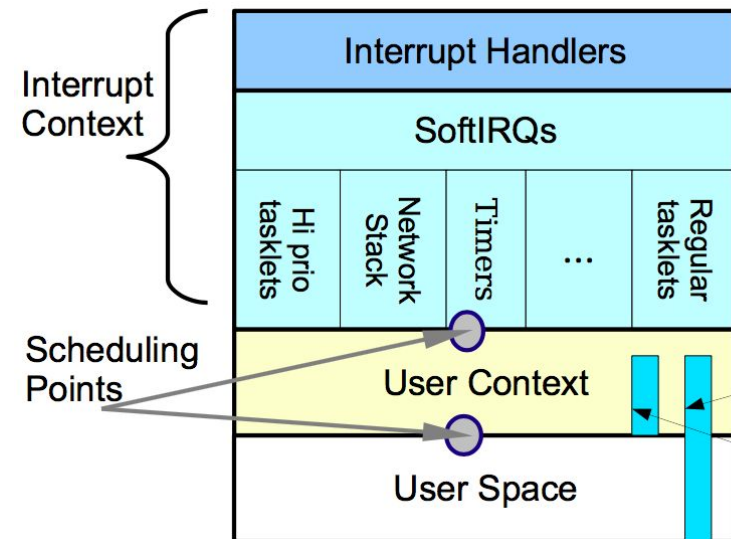 Interrupt Handlers
Interrupt
Context
SoftIRQs
Hi prio
tasklets
Network
Stack
Timers
...
Regular
tasklets
Scheduling
Points
User Context
User Space